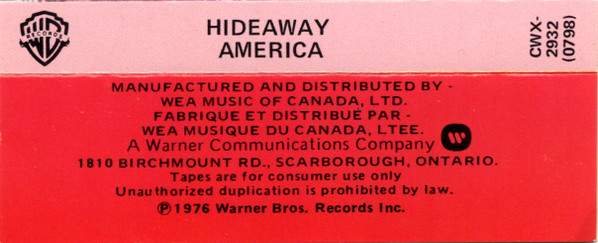 WB
RECORDS
HIDEAWAY
AMERICA
CWX-
2932
(0798)
MANUFACTURED AND DISTRIBUTED BY -
WEA MUSIC OF CANADA, LTD.
FABRIQUE ET DISTRIBUÉ PAR -
WEA MUSIQUE DU CANADA, LTEE.
A Warner Communications Company
1810 BIRCHMOUNT RD., SCARBOROUGH, ONTARIO.
Tapes are for consumer use only
Unauthorized duplication is prohibited by law.
℗ 1976 Warner Bros. Records Inc.